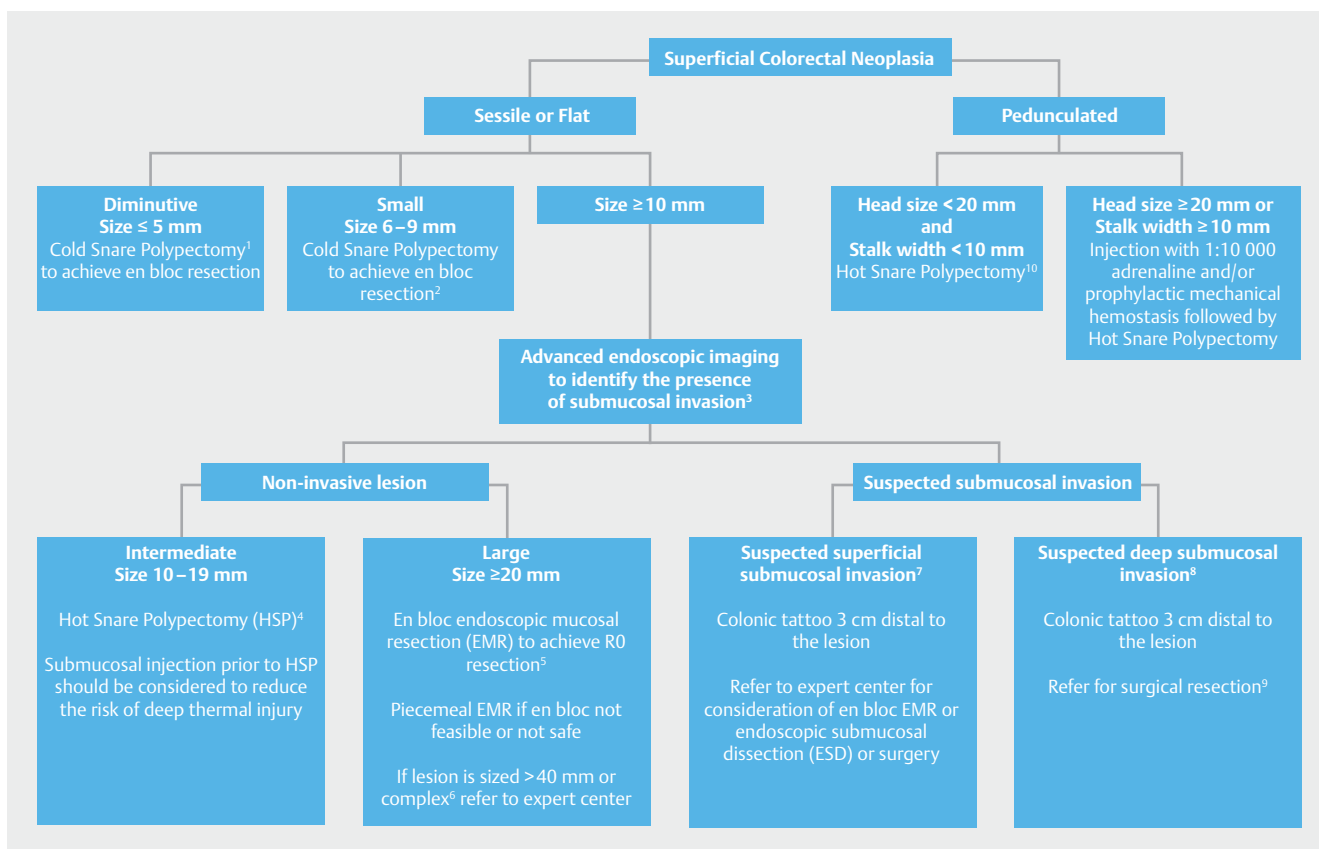 Superficial Colorectal Neoplasia
Sessile or Flat
Pedunculated
Diminutive
Size ≤ 5 mm
Cold Snare Polypectomy¹
to achieve en bloc resection
Small
Size 6–9 mm
Cold Snare Polypectomy
to achieve en bloc
resection²
Size ≥10 mm
Head size <20 mm
and
Stalk width <10 mm
Hot Snare Polypectomy¹⁰
Head size ≥20 mm or
Stalk width ≥10 mm
Injection with 1:10 000
adrenaline and/or
prophylactic mechanical
hemostasis followed by
Hot Snare Polypectomy
Advanced endoscopic imaging
to identify the presence
of submucosal invasion³
Non-invasive lesion
Suspected submucosal invasion
Intermediate
Size 10–19 mm
Hot Snare Polypectomy (HSP)⁴
Submucosal injection prior to HSP
should be considered to reduce
the risk of deep thermal injury
Large
Size ≥20 mm
En bloc endoscopic mucosal
resection (EMR) to achieve R0
resection⁵
Piecemeal EMR if en bloc not
feasible or not safe
If lesion is sized >40 mm or
complex⁶ refer to expert center
Suspected superficial
submucosal invasion⁷
Colonic tattoo 3 cm distal to
the lesion
Refer to expert center for
consideration of en bloc EMR or
endoscopic submucosal
dissection (ESD) or surgery
Suspected deep submucosal
invasion⁸
Colonic tattoo 3 cm distal to
the lesion
Refer for surgical resection⁹